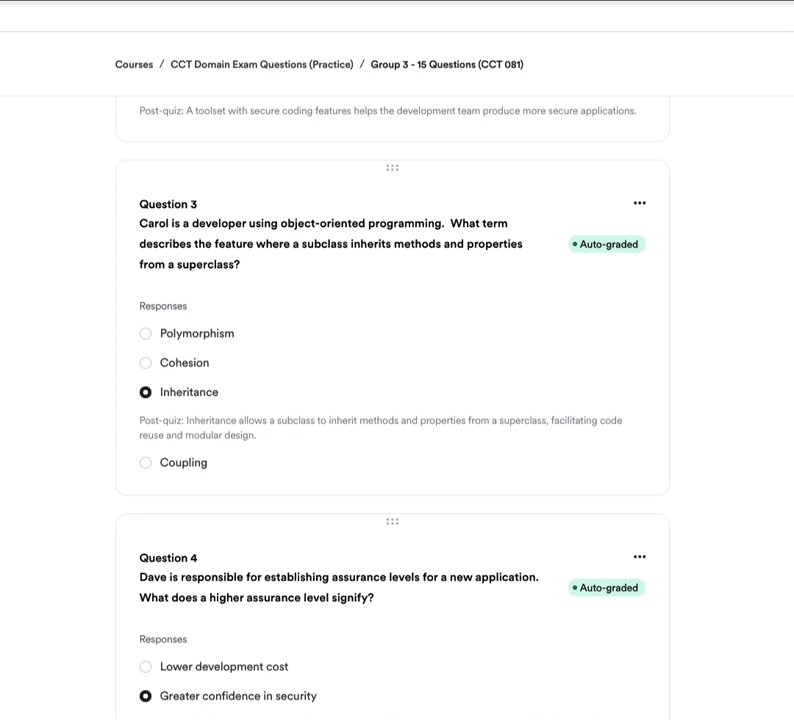 Courses / CCT Domain Exam Questions (Practice) / Group 3 - 15 Questions (CCT 081)
Post-quiz: A toolset with secure coding features helps the development team produce more secure applications.
Question 3
Carol is a developer using object-oriented programming.  What term
describes the feature where a subclass inherits methods and properties
from a superclass?
Auto-graded
Responses
Polymorphism
Cohesion
Inheritance
Post-quiz: Inheritance allows a subclass to inherit methods and properties from a superclass, facilitating code
reuse and modular design.
Coupling
Question 4
Dave is responsible for establishing assurance levels for a new application.
What does a higher assurance level signify?
Auto-graded
Responses
Lower development cost
Greater confidence in security